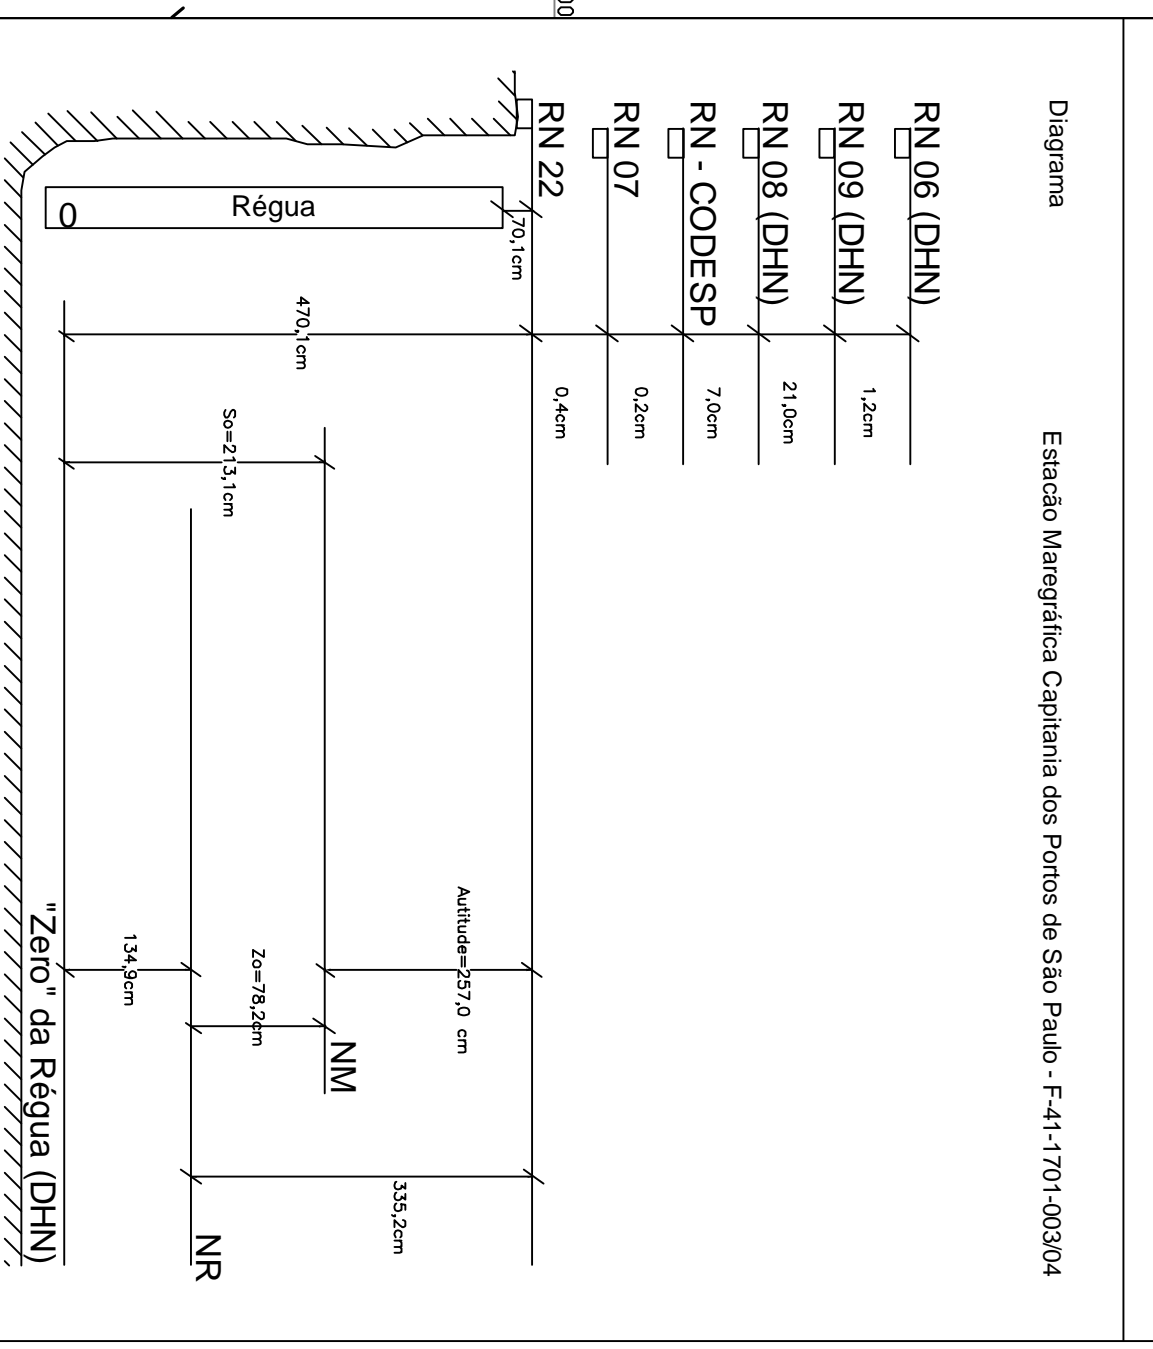 Diagrama
Estacão Maregráfica Capitania dos Portos de São Paulo - F-41-1701-003/04
RN 06 (DHN)
1,2cm
RN 09 (DHN)
21,0cm
RN 08 (DHN)
7,0cm
RN - CODESP
0,2cm
RN 07
0,4cm
RN 22
70,1cm
Régua
0
470,1cm
So=213,1cm
Autitude=257,0 cm
335,2cm
NM
Zo=78,2cm
NR
134,9cm
"Zero" da Régua (DHN)